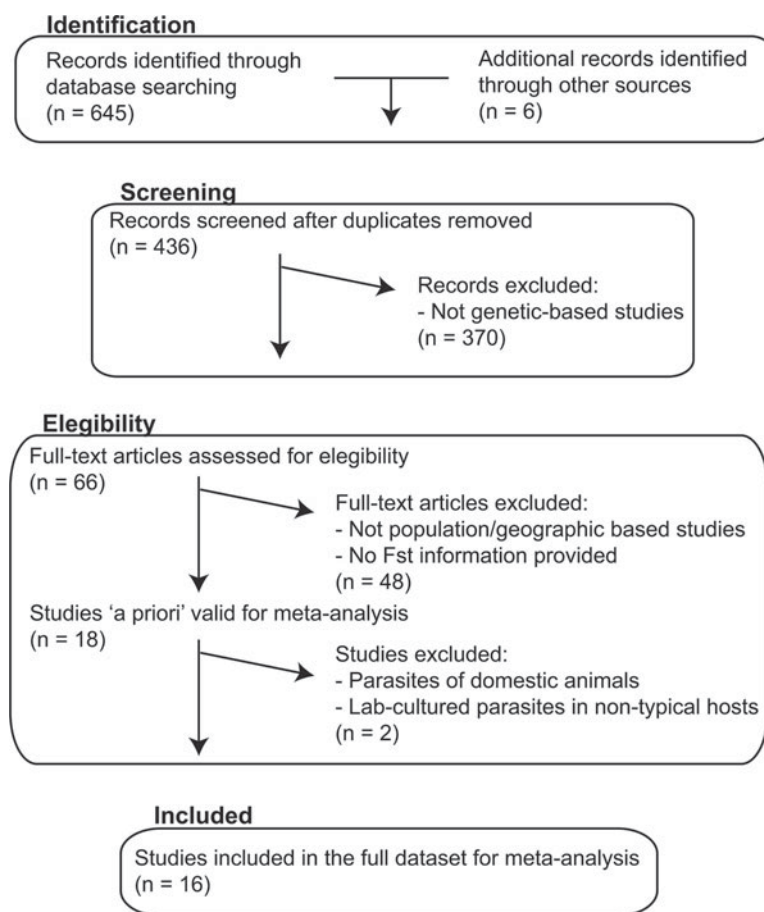 Identification
Records identified through
database searching
(n = 645)
Additional records identified
through other sources
(n = 6)
Screening
Records screened after duplicates removed
(n = 436)
Records excluded:
- Not genetic-based studies
(n = 370)
Elegibility
Full-text articles assessed for elegibility
(n = 66)
Full-text articles excluded:
- Not population/geographic based studies
- No Fst information provided
(n = 48)
Studies ‘a priori’ valid for meta-analysis
(n = 18)
Studies excluded:
- Parasites of domestic animals
- Lab-cultured parasites in non-typical hosts
(n = 2)
Included
Studies included in the full dataset for meta-analysis
(n = 16)